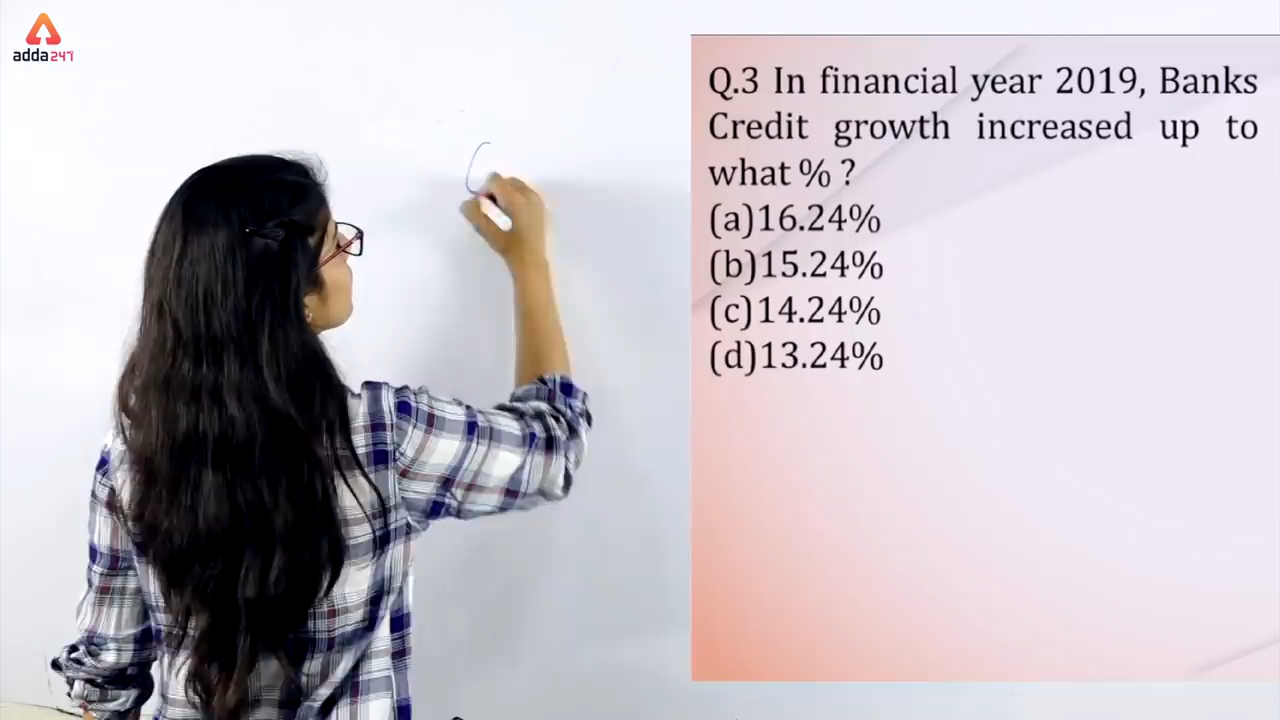 adda247
Q.3 In financial year 2019, Banks
Credit growth increased up to
what % ?
(a)16.24%
(b)15.24%
(c)14.24%
(d)13.24%